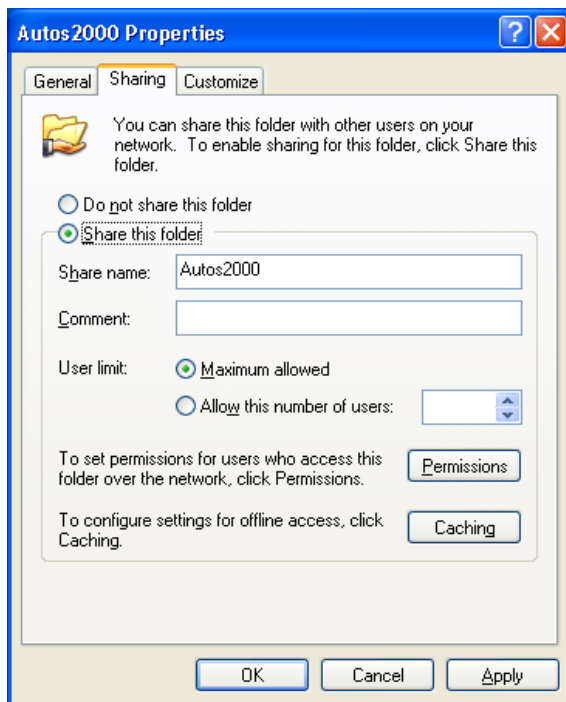 Autos2000 Properties
General Sharing Customize
You can share this folder with other users on your
network. To enable sharing for this folder, click Share this
folder.
Do not share this folder
Share this folder
Share name: Autos2000
Comment:
User limit: Maximum allowed
Allow this number of users:
To set permissions for users who access this
folder over the network, click Permissions.
Permissions
To configure settings for offline access, click
Caching.
Caching
OK Cancel Apply